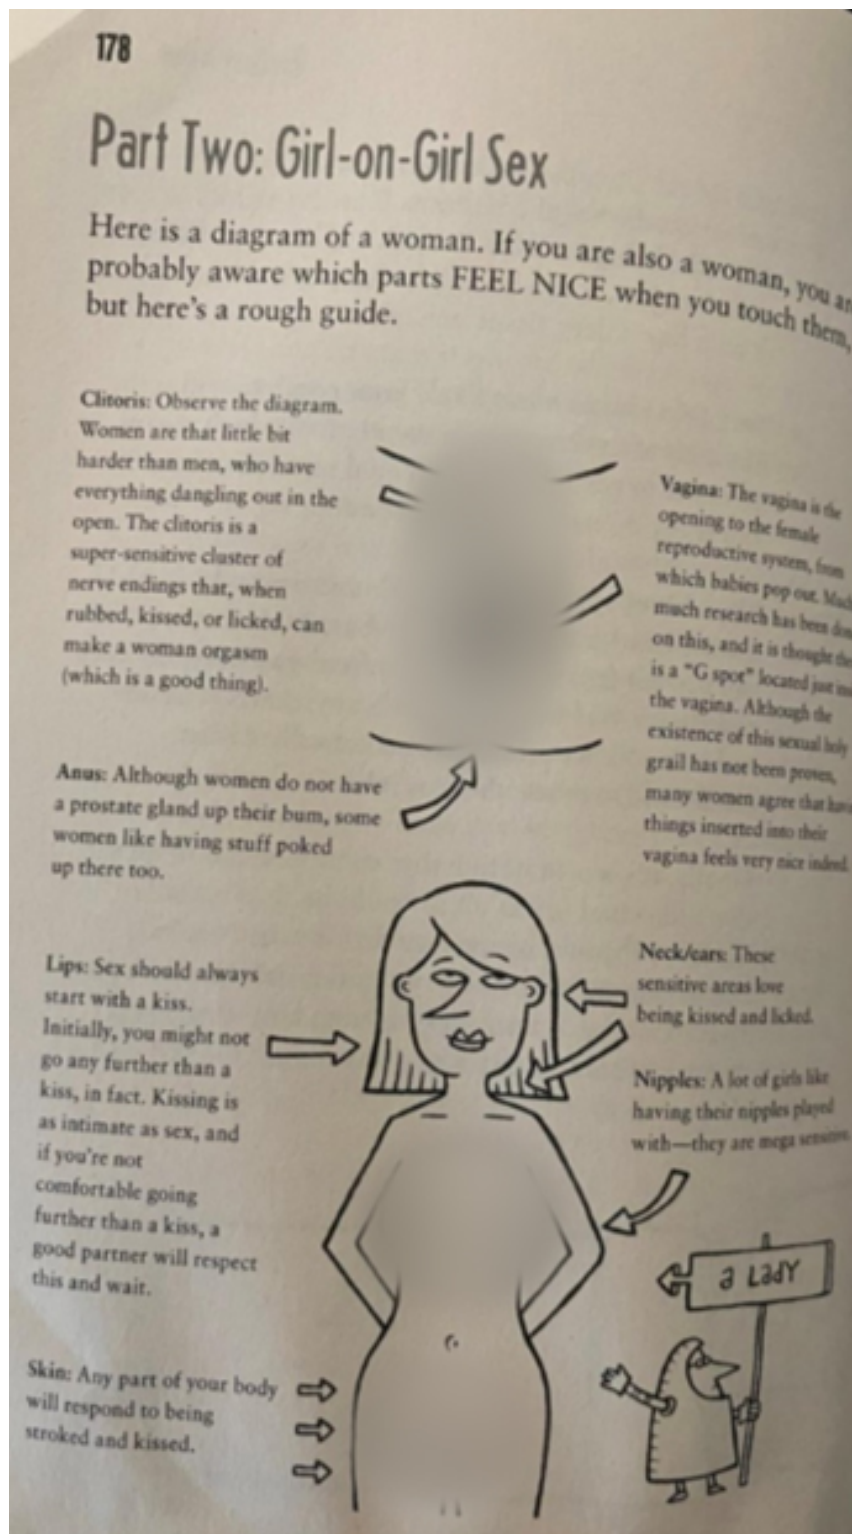 178
Part Two: Girl-on-Girl Sex
Here is a diagram of a woman. If you are also a woman, you
probably aware which parts FEEL NICE when you touch them,
but here's a rough guide.
Clitoris: Observe the diagram.
Women are that little bit
harder than men, who have
everything dangling out in the
open. The clitoris is a
super-sensitive cluster of
nerve endings that, when
rubbed, kissed, or licked, can
make a woman orgasm
(which is a good thing).
Vagina: The vagina is the
opening to the female
reproductive system, from
which babies pop out.
much research has been
on this, and it is thought
is a "G spot" located just
the vagina. Although the
existence of this sexual holy
grail has not been proven,
many women agree that
things inserted into their
vagina feels very nice indeed.
Anus: Although women do not have
a prostate gland up their bum, some
women like having stuff poked
up there too.
Lips: Sex should always
start with a kiss.
Initially, you might not
go any further than a
kiss, in fact. Kissing is
as intimate as sex, and
if you're not
comfortable going
further than a kiss, a
good partner will respect
this and wait.
Neck/ears: These
sensitive areas love
being kissed and licked.
Nipples: A lot of girls like
having their nipples played
with—they are mega sensitive.
a LadY
Skin: Any part of your body
will respond to being
stroked and kissed.